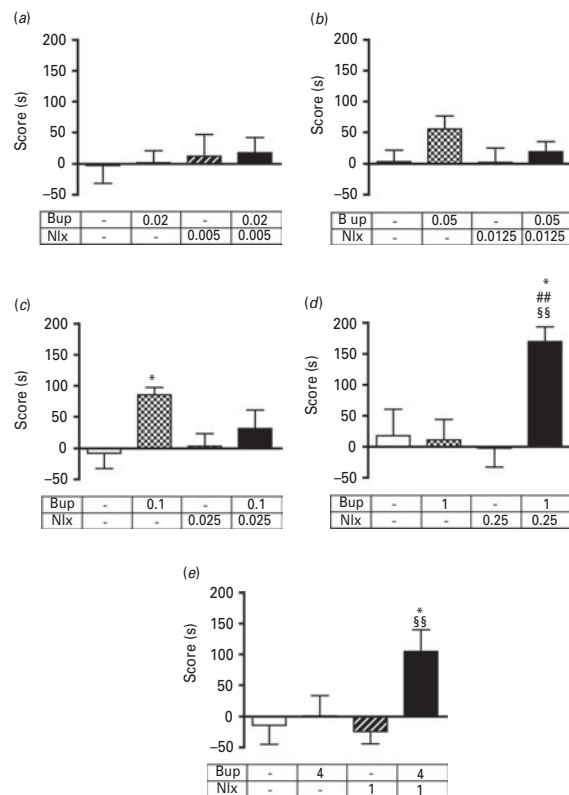 (a)
200
150
100
50
0
−50
Score (s)
Bup - 0.02 - 0.02
Nlx - - 0.005 0.005
(b)
200
150
100
50
0
−50
Score (s)
B up - 0.05 - 0.05
Nlx - - 0.0125 0.0125
(c)
200
150
100
50
0
−50
Score (s)
*
Bup - 0.1 - 0.1
Nlx - - 0.025 0.025
(d)
200
150
100
50
0
−50
Score (s)
*
##
§§
Bup - 1 - 1
Nlx - - 0.25 0.25
(e)
200
150
100
50
0
−50
Score (s)
*
§§
Bup - 4 - 4
Nlx - - 1 1